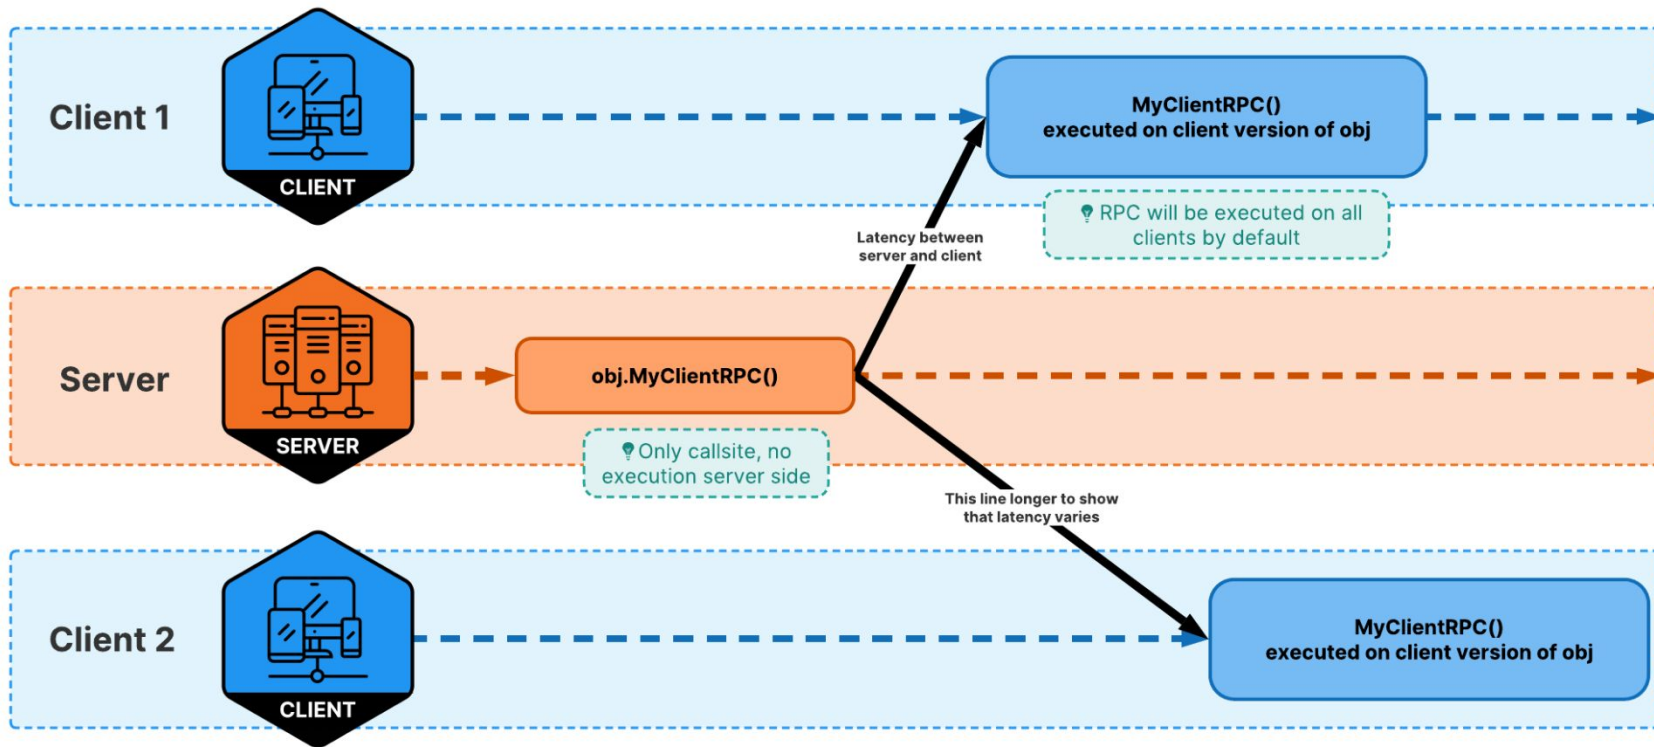 Client 1
CLIENT
MyClientRPC()
executed on client version of obj
RPC will be executed on all
clients by default
Latency between
server and client
Server
SERVER
obj.MyClientRPC()
Only callsite, no
execution server side
This line longer to show
that latency varies
Client 2
CLIENT
MyClientRPC()
executed on client version of obj